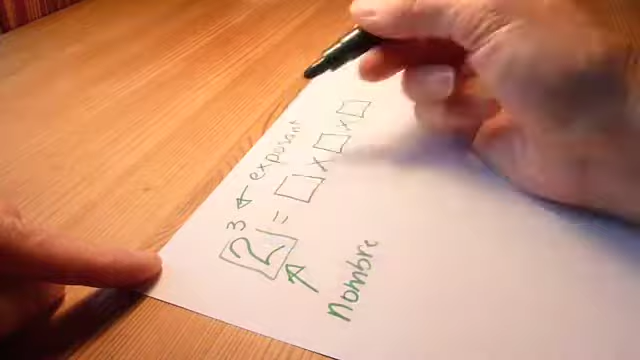 2³ ← exposant
= □ × □ × □
↑
nombre